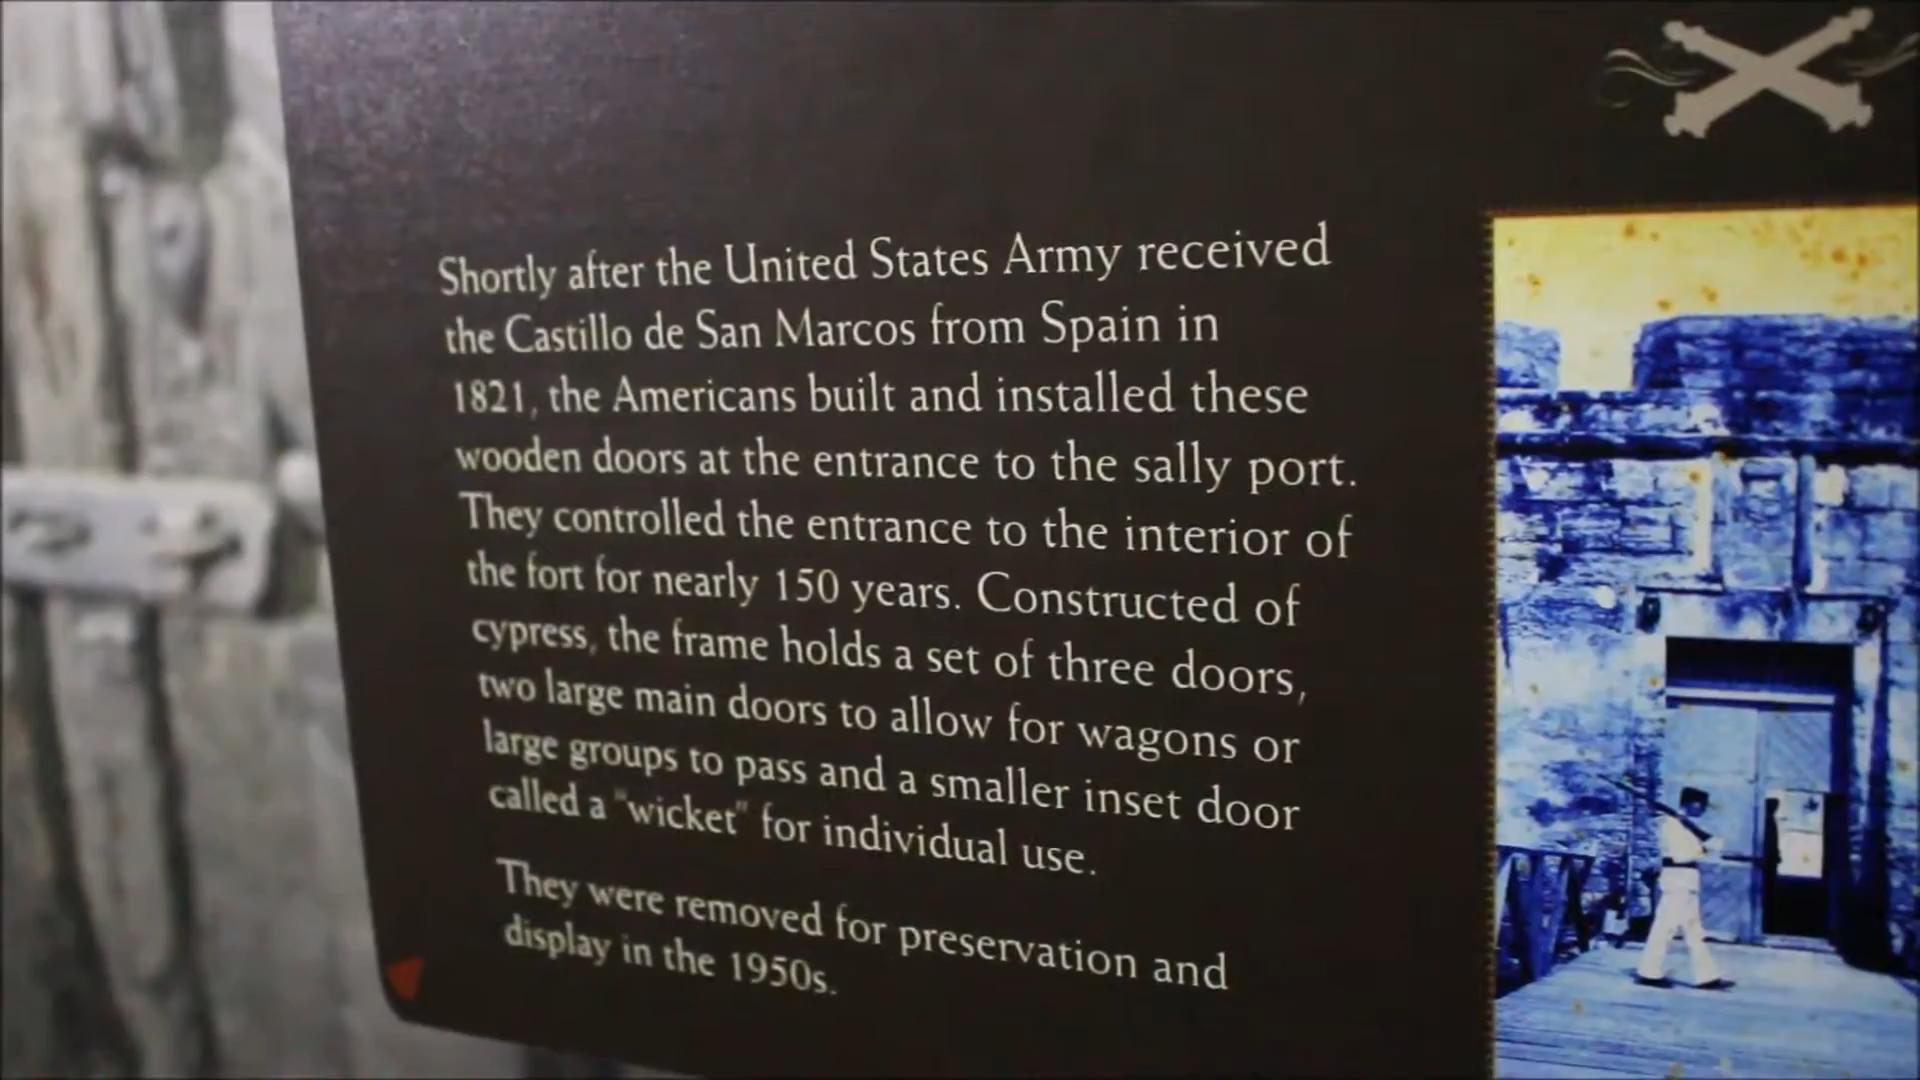 Shortly after the United States Army received
the Castillo de San Marcos from Spain in
1821, the Americans built and installed these
wooden doors at the entrance to the sally port.
They controlled the entrance to the interior of
the fort for nearly 150 years. Constructed of
cypress, the frame holds a set of three doors,
two large main doors to allow for wagons or
large groups to pass and a smaller inset door
called a "wicket" for individual use.
They were removed for preservation and
display in the 1950s.